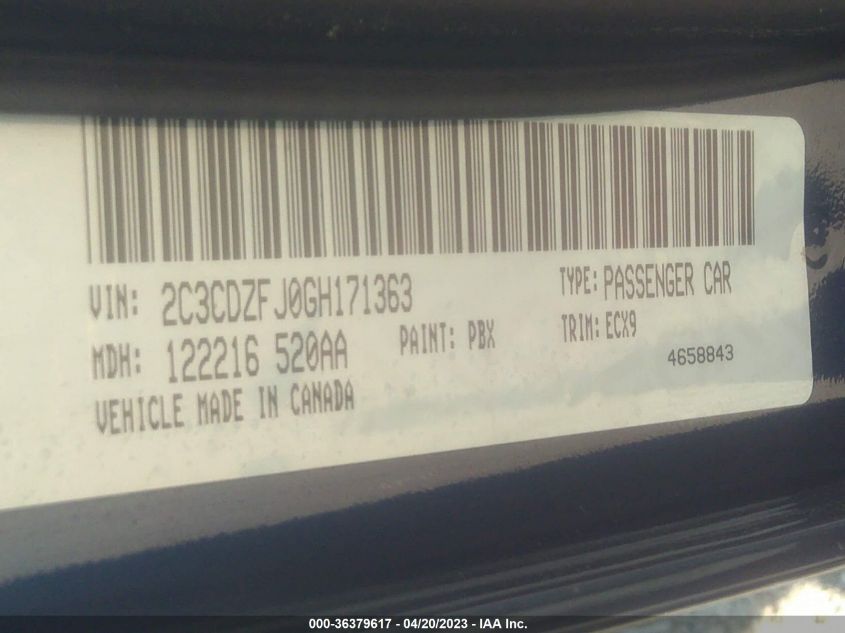 VIN: 2C3CDZFJ0GH171363
TYPE: PASSENGER CAR
MDH: 122216 520AA
PAINT: PBX
TRIM: ECX9
VEHICLE MADE IN CANADA
4658843
000-36379617 - 04/20/2023 - IAA Inc.